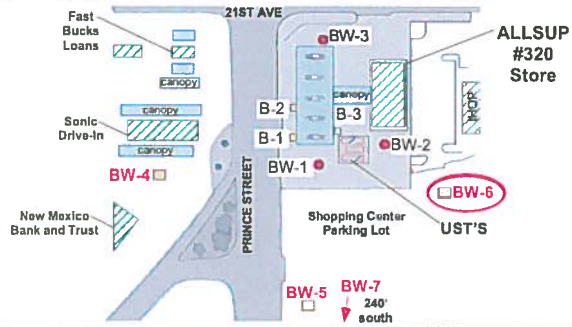 21ST AVE
Fast
Bucks
Loans
BW-3
ALLSUP
#320
Store
canopy
canopy
B-2
B-3
IHOP
Sonic
Drive-In
B-1
canopy
BW-2
BW-1
BW-4
BW-6
New Mexico
Bank and Trust
PRINCE STREET
Shopping Center
Parking Lot
UST'S
BW-5
BW-7
240'
south